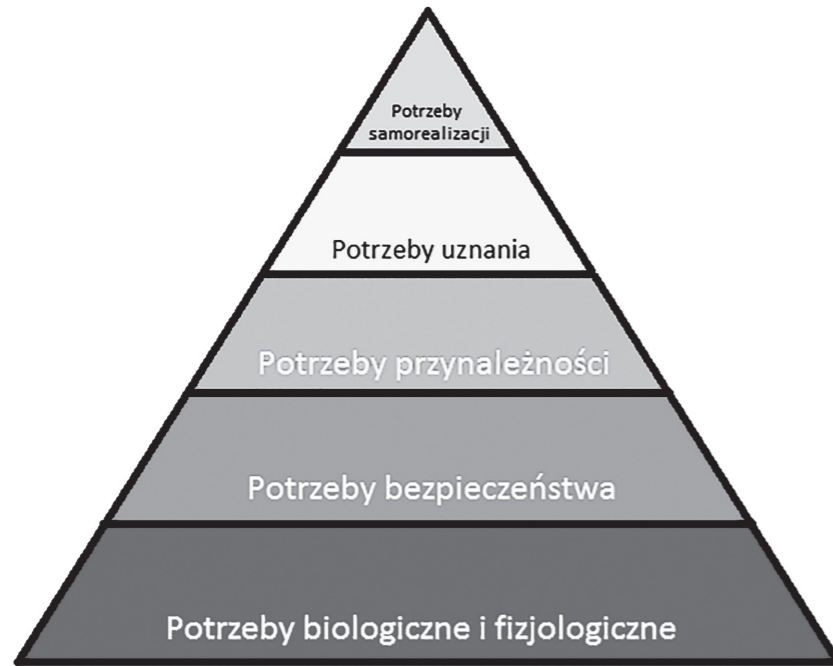 Potrzeby
samorealizacji
Potrzeby uznania
Potrzeby przynależności
Potrzeby bezpieczeństwa
Potrzeby biologiczne i fizjologiczne